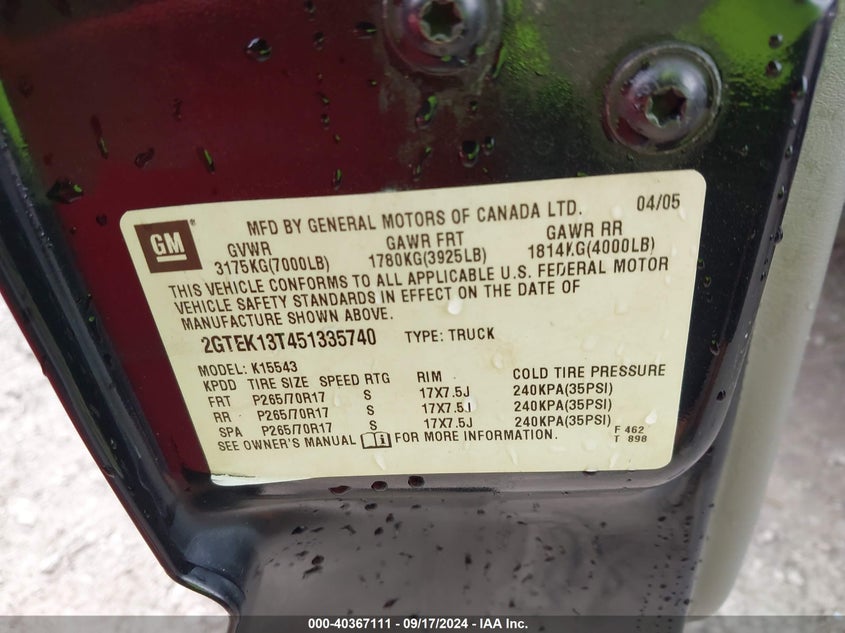 GM
MFD BY GENERAL MOTORS OF CANADA LTD. 04/05
GVWR GAWR FRT GAWR RR
3175KG(7000LB) 1780KG(3925LB) 1814KG(4000LB)
THIS VEHICLE CONFORMS TO ALL APPLICABLE U.S. FEDERAL MOTOR
VEHICLE SAFETY STANDARDS IN EFFECT ON THE DATE OF
MANUFACTURE SHOWN ABOVE.
2GTEK13T451335740 TYPE: TRUCK
MODEL: K15543
KPDD TIRE SIZE SPEED RTG RIM COLD TIRE PRESSURE
FRT P265/70R17 S 17X7.5J 240KPA(35PSI)
RR P265/70R17 S 17X7.5J 240KPA(35PSI)
SPA P265/70R17 S 17X7.5J 240KPA(35PSI)
SEE OWNER'S MANUAL FOR MORE INFORMATION.
F 462
T 898
000-40367111 - 09/17/2024 - IAA Inc.